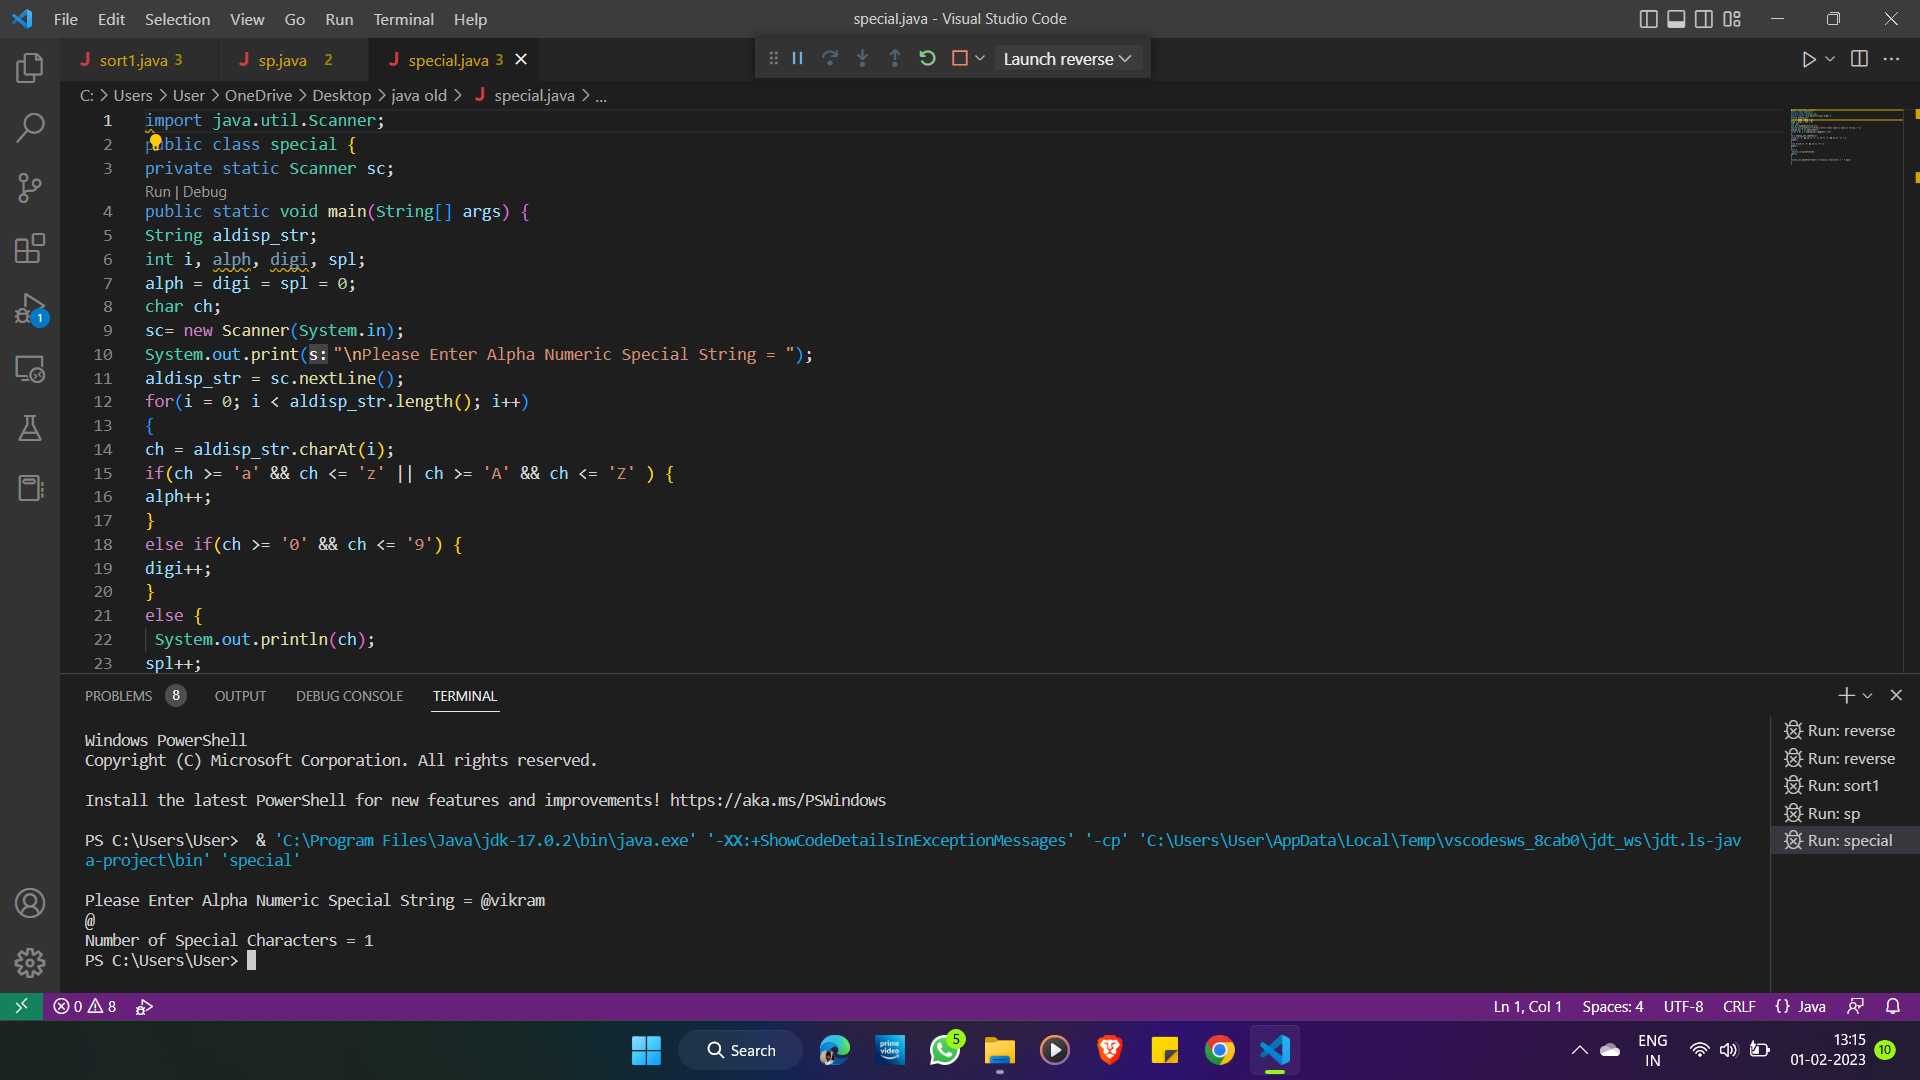 File Edit Selection View Go Run Terminal Help
special.java - Visual Studio Code
J sort1.java 3
J sp.java 2
J special.java 3
Launch reverse
C: > Users > User > OneDrive > Desktop > java old > J special.java > ...
1 import java.util.Scanner;
2 public class special {
3 private static Scanner sc;
Run | Debug
4 public static void main(String[] args) {
5 String aldisp_str;
6 int i, alph, digi, spl;
7 alph = digi = spl = 0;
8 char ch;
9 sc= new Scanner(System.in);
10 System.out.print(s: "\nPlease Enter Alpha Numeric Special String = ");
11 aldisp_str = sc.nextLine();
12 for(i = 0; i < aldisp_str.length(); i++)
13 {
14 ch = aldisp_str.charAt(i);
15 if(ch >= 'a' && ch <= 'z' || ch >= 'A' && ch <= 'Z' ) {
16 alph++;
17 }
18 else if(ch >= '0' && ch <= '9') {
19 digi++;
20 }
21 else {
22 System.out.println(ch);
23 spl++;
PROBLEMS 8 OUTPUT DEBUG CONSOLE TERMINAL
Windows PowerShell
Copyright (C) Microsoft Corporation. All rights reserved.
Install the latest PowerShell for new features and improvements! https://aka.ms/PSWindows
PS C:\Users\User> & 'C:\Program Files\Java\jdk-17.0.2\bin\java.exe' '-XX:+ShowCodeDetailsInExceptionMessages' '-cp' 'C:\Users\User\AppData\Local\Temp\vscodesws_8cab0\jdt_ws\jdt.ls-jav
a-project\bin' 'special'
Please Enter Alpha Numeric Special String = @vikram
@
Number of Special Characters = 1
PS C:\Users\User>
Run: reverse
Run: reverse
Run: sort1
Run: sp
Run: special
1
0 8
Ln 1, Col 1 Spaces: 4 UTF-8 CRLF {} Java
Search
prime video
5
ENG
IN
13:15
01-02-2023
10